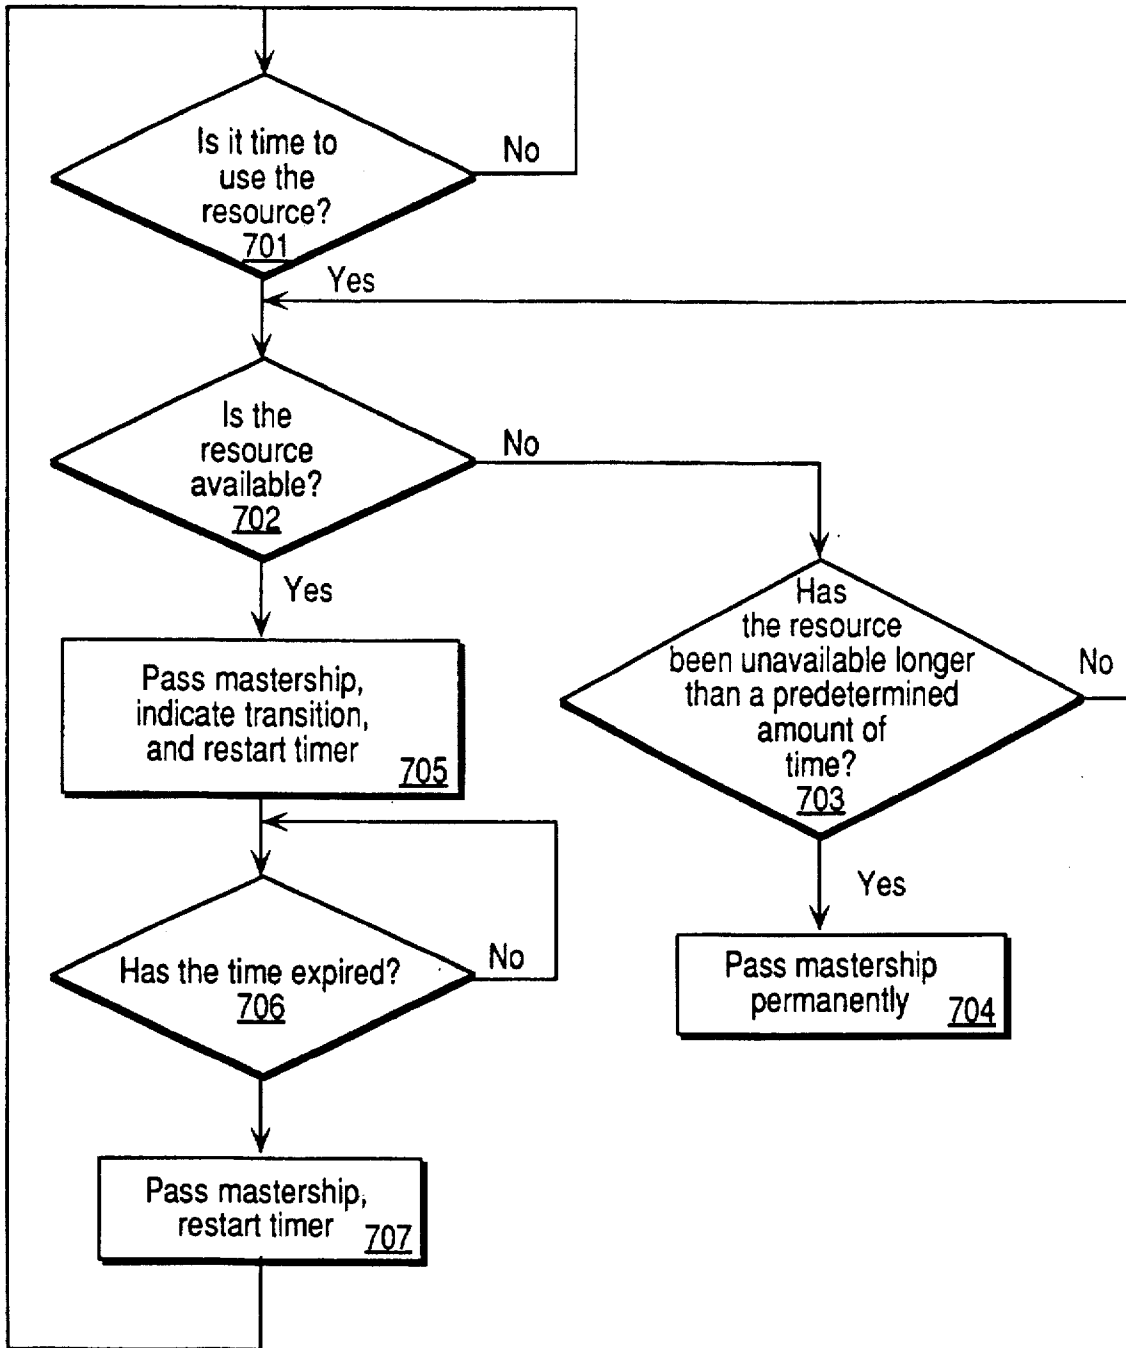 Is it time to
use the
resource?
701
No
Yes
Is the
resource
available?
702
No
Yes
Has
the resource
been unavailable longer
than a predetermined
amount of
time?
703
No
Yes
Pass mastership
permanently
704
Pass mastership,
indicate transition,
and restart timer
705
Has the time expired?
706
No
Pass mastership,
restart timer
707